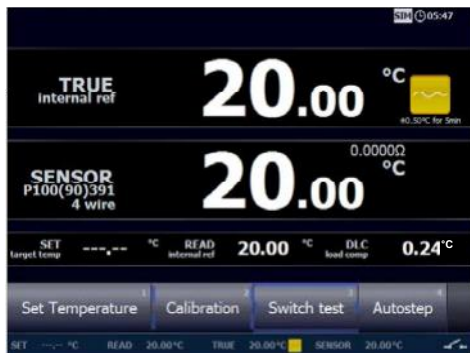 SIM 05:47
TRUE
internal ref
20.00 °C
±0.50°C for 5min
SENSOR
P100(90)391
4 wire
0.0000Ω
20.00 °C
SET
target temp
---.-- °C
READ
internal ref
20.00 °C
DLC
load comp
0.24°C
1
Set Temperature
2
Calibration
3
Switch test
4
Autostep
SET ---.-- °C READ 20.00°C TRUE 20.00°C SENSOR 20.00°C